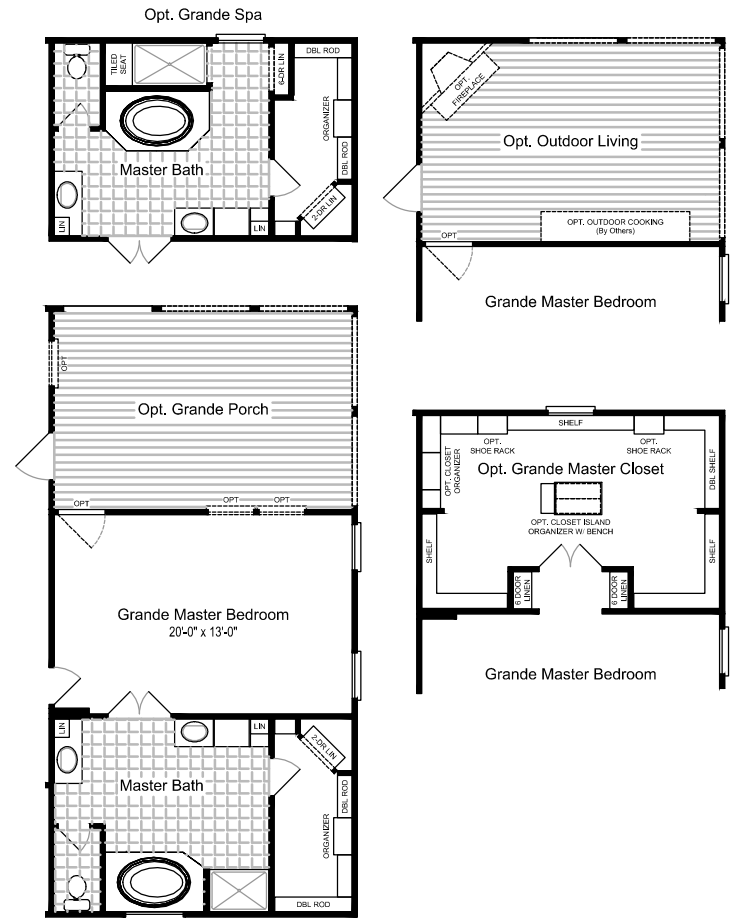 Opt. Grande Spa
DBL ROD
TILED
SEAT
6-DR LIN
ORGANIZER
DBL ROD
Master Bath
2-DR LIN
LIN
LIN
OPT.
FIREPLACE
Opt. Outdoor Living
OPT. OUTDOOR COOKING
(By Others)
OPT
Grande Master Bedroom
OPT
Opt. Grande Porch
OPT
OPT
OPT
Grande Master Bedroom
20'-0" x 13'-0"
LIN
LIN
2-DR LIN
Master Bath
DBL ROD
ORGANIZER
DBL ROD
SHELF
OPT.
SHOE RACK
OPT.
SHOE RACK
OPT. CLOSET
ORGANIZER
Opt. Grande Master Closet
DBL SHELF
OPT. CLOSET ISLAND
ORGANIZER W/ BENCH
SHELF
SHELF
6 DOOR
LINEN
6 DOOR
LINEN
Grande Master Bedroom